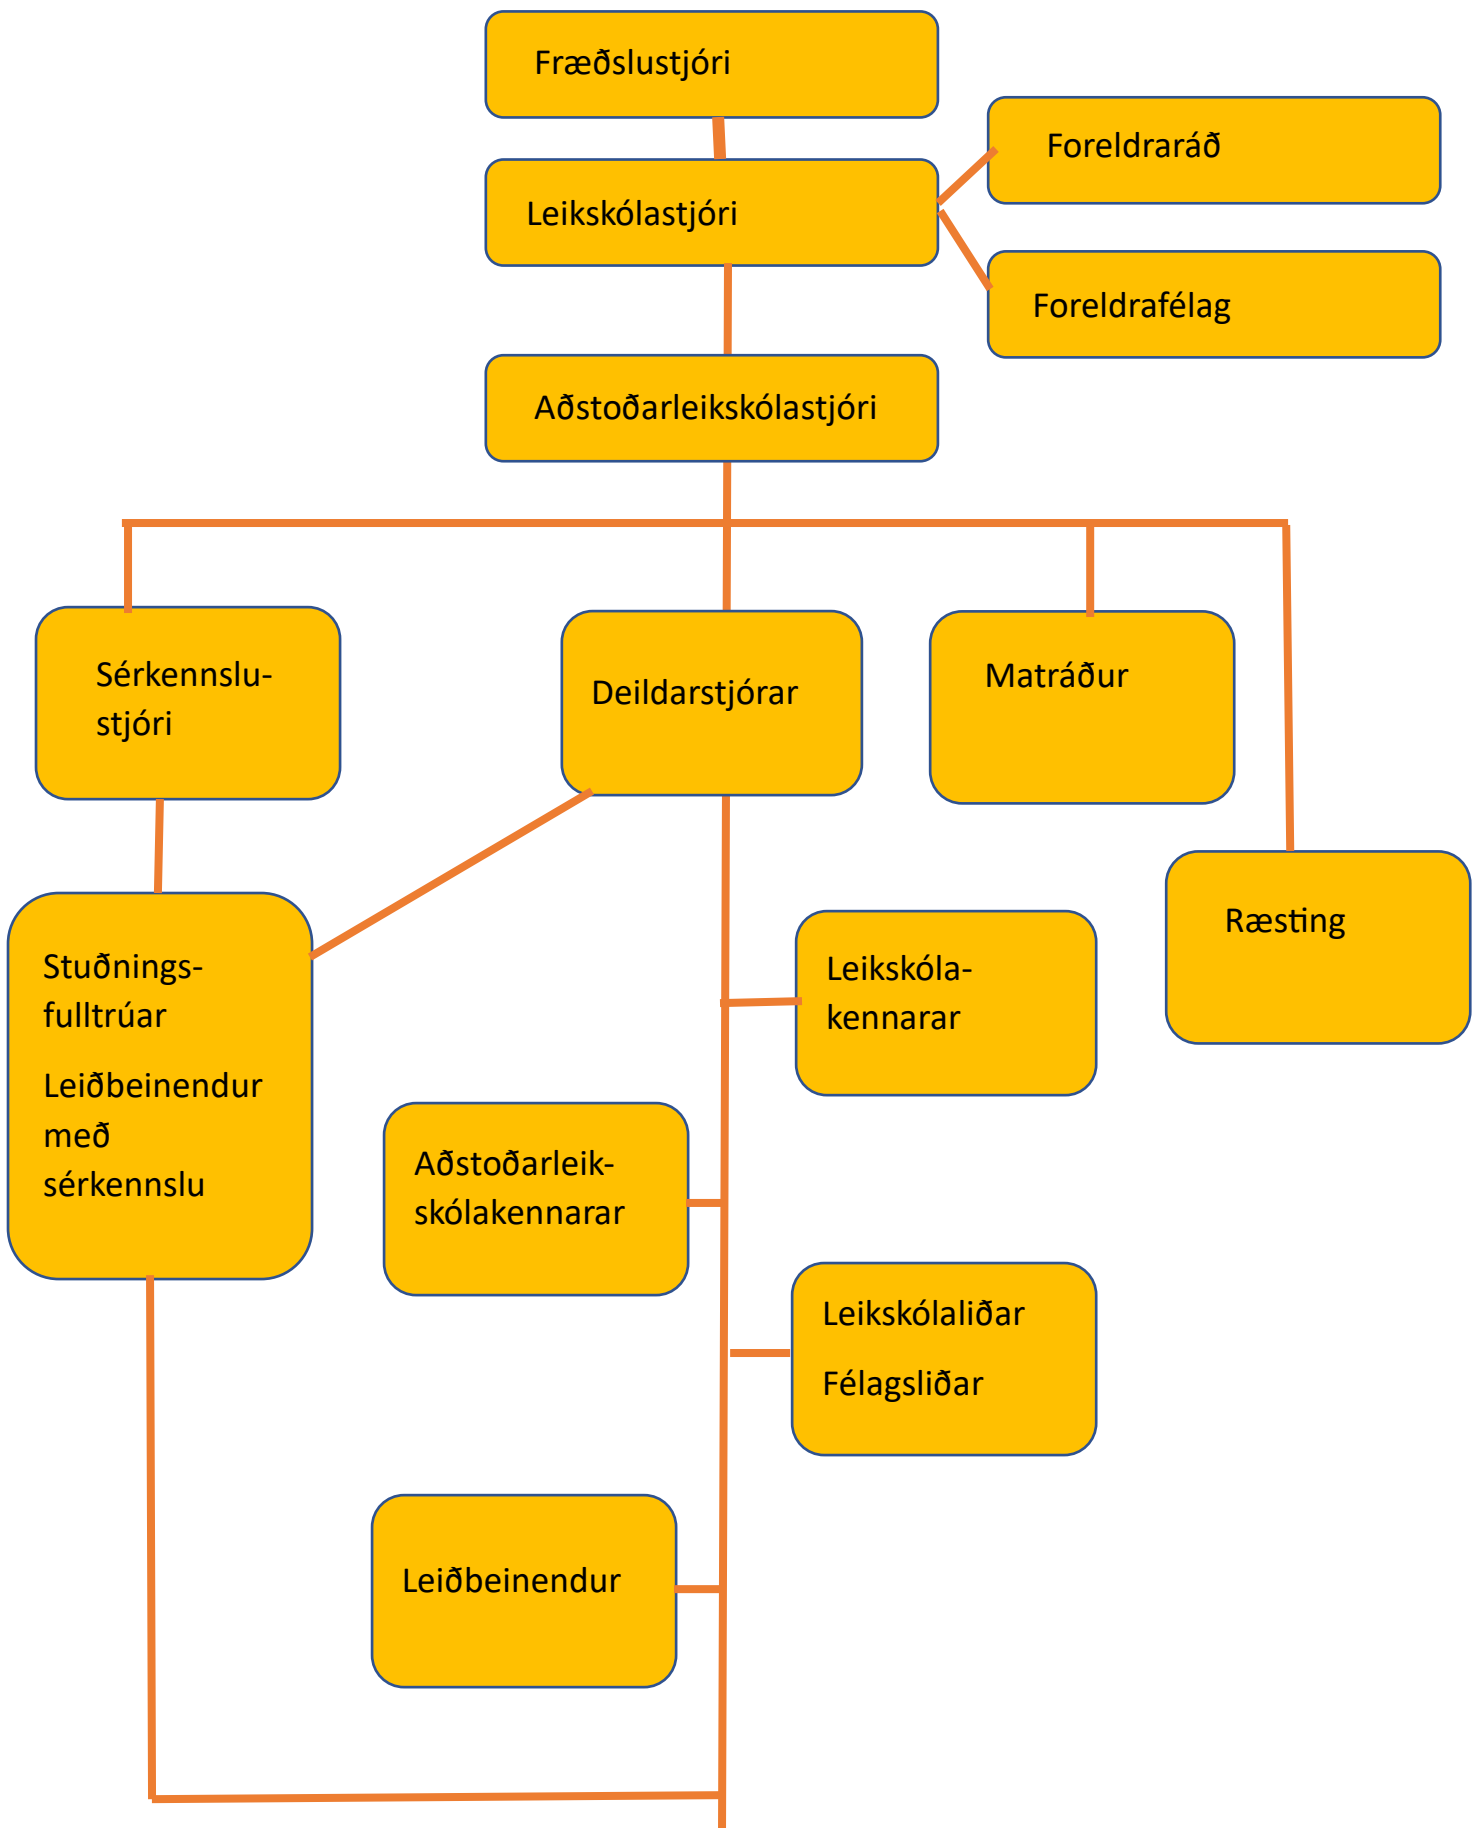 Fræðslustjóri
Foreldraráð
Leikskólastjóri
Foreldrafélag
Aðstoðarleikskólastjóri
Sérkennslu-
stjóri
Deildarstjórar
Matráður
Ræsting
Stuðnings-
fulltrúar
Leiðbeinendur
með
sérkennslu
Leikskóla-
kennarar
Aðstoðarleik-
skólakennarar
Leikskólaliðar
Félagsliðar
Leiðbeinendur